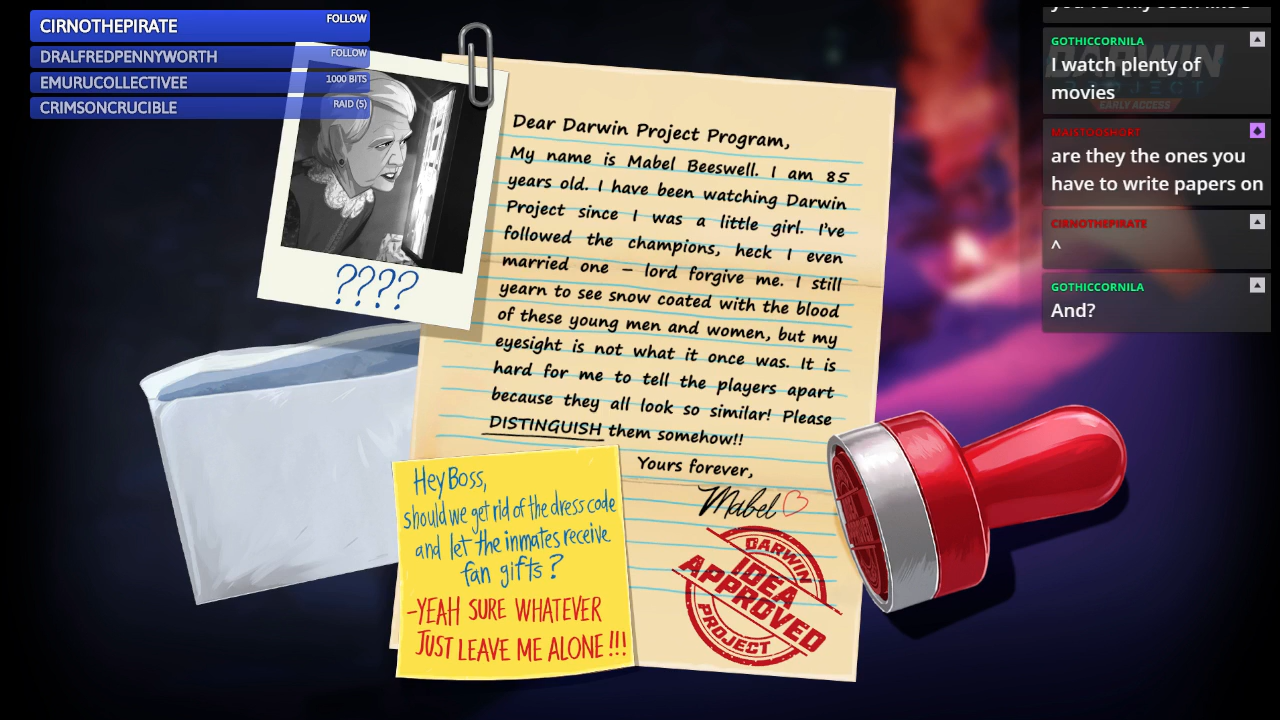 CIRNOTHEPIRATE FOLLOW
DRALFREDPENNYWORTH FOLLOW
EMURUCOLLECTIVEE 1000 BITS
CRIMSONCRUCIBLE RAID (5)
????
Dear Darwin Project Program,
My name is Mabel Beeswell. I am 85
years old. I have been watching Darwin
Project since I was a little girl. I've
followed the champions, heck I even
married one – lord forgive me. I still
yearn to see snow coated with the blood
of these young men and women, but my
eyesight is not what it once was. It is
hard for me to tell the players apart
because they all look so similar! Please
DISTINGUISH them somehow!!
Yours forever,
Mabel
Hey Boss,
should we get rid of the dress code
and let the inmates receive
fan gifts?
-YEAH SURE WHATEVER
JUST LEAVE ME ALONE!!!
DARWIN
IDEA
APPROVED
PROJECT
GOTHICCORNILA
I watch plenty of
movies
DARWIN
PROJECT
EARLY ACCESS
MAISTOOSHORT
are they the ones you
have to write papers on
CIRNOTHEPIRATE
^
GOTHICCORNILA
And?